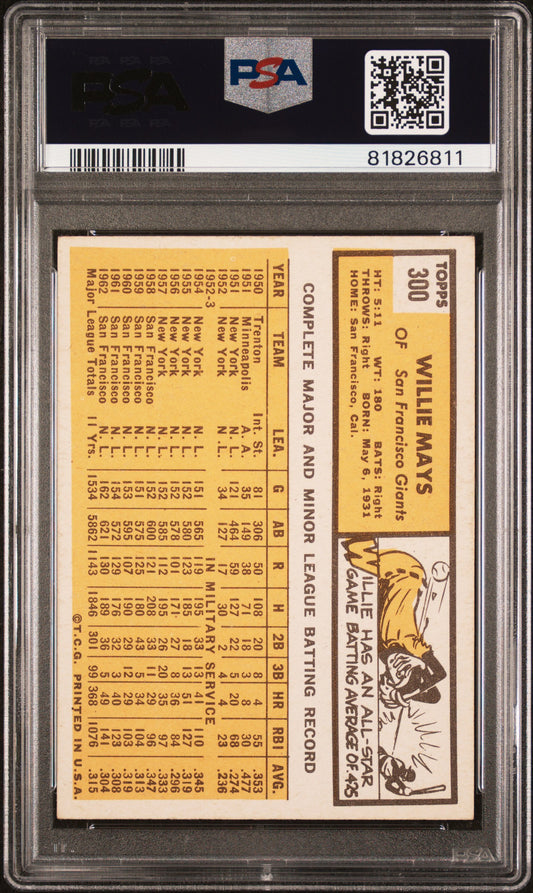 PSA
PSA
81826811
TOPPS
300
WILLIE MAYS
OF San Francisco Giants
HT: 5:11 WT: 180 BATS: Right
THROWS: Right BORN: May 6, 1931
HOME: San Francisco, Cal.
WILLIE HAS AN ALL-STAR
GAME BATTING AVERAGE OF .425
COMPLETE MAJOR AND MINOR LEAGUE BATTING RECORD
YEAR TEAM LEA. G AB R H 2B 3B HR RBI AVG.
1950 Trenton Int. St. 81 306 50 108 20 8 4 55 .353
1951 Minneapolis A. A. 35 149 38 71 18 3 8 30 .477
1951 New York N. L. 121 464 59 127 22 5 20 68 .274
1952 New York N. L. 34 127 17 30 2 4 4 23 .236
1952-3 IN MILITARY SERVICE
1954 New York N. L. 151 565 119 195 33 13 41 110 .345
1955 New York N. L. 152 580 123 185 18 13 51 127 .319
1956 New York N. L. 152 578 101 171 27 8 36 84 .296
1957 New York N. L. 152 585 112 195 26 20 35 97 .333
1958 San Francisco N. L. 152 600 121 208 33 11 29 96 .347
1959 San Francisco N. L. 151 575 125 180 43 5 34 104 .313
1960 San Francisco N. L. 153 595 107 190 29 12 29 103 .319
1961 San Francisco N. L. 154 572 129 176 32 3 40 123 .308
1962 San Francisco N. L. 162 621 130 189 36 5 49 141 .304
Major League Totals 11 Yrs. 1534 5862 1143 1846 301 99 368 1076 .315
©T.C.G. PRINTED IN U.S.A.
PSA